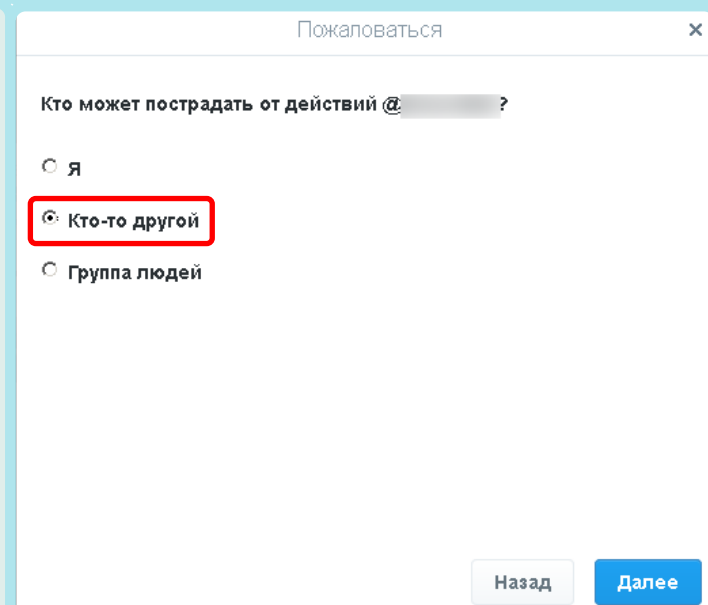 Пожаловаться ×
Кто может пострадать от действий @ ?
Я
Кто-то другой
Группа людей
Назад Далее